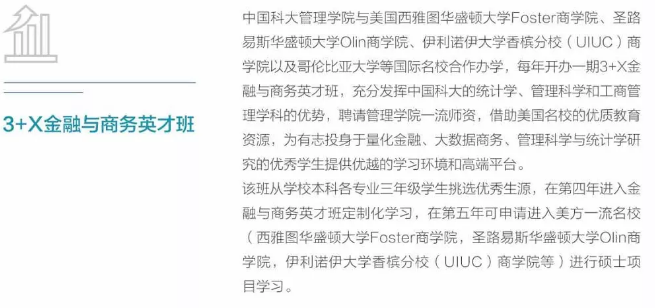 3+X金融与商务英才班
中国科大管理学院与美国西雅图华盛顿大学Foster商学院、圣路
易斯华盛顿大学Olin商学院、伊利诺伊大学香槟分校（UIUC）商
学院以及哥伦比亚大学等国际名校合作办学，每年开办一期3+X金
融与商务英才班，充分发挥中国科大的统计学、管理科学和工商管
理学科的优势，聘请管理学院一流师资，借助美国名校的优质教育
资源，为有志投身于量化金融、大数据商务、管理科学与统计学研
究的优秀学生提供优越的学习环境和高端平台。
该班从学校本科各专业三年级学生挑选优秀生源，在第四年进入金
融与商务英才班定制化学习，在第五年可申请进入美方一流名校
（西雅图华盛顿大学Foster商学院，圣路易斯华盛顿大学Olin商
学院，伊利诺伊大学香槟分校（UIUC）商学院等）进行硕士项
目学习。